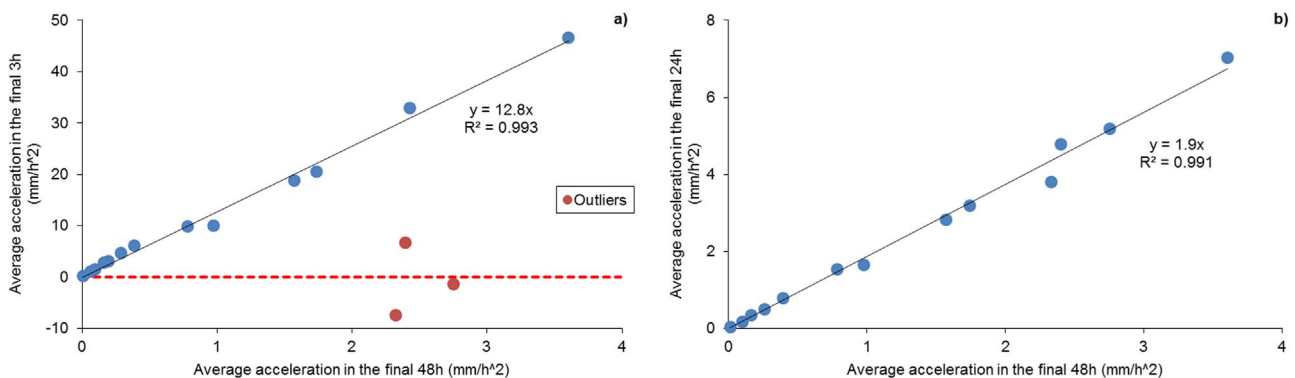 a)
Average acceleration in the final 3h
(mm/h^2)
50
40
30
20
10
0
-10
y = 12.8x
R² = 0.993
Outliers
0 1 2 3 4
Average acceleration in the final 48h (mm/h^2)
b)
Average acceleration in the final 24h
(mm/h^2)
8
6
4
2
0
y = 1.9x
R² = 0.991
0 1 2 3 4
Average acceleration in the final 48h (mm/h^2)